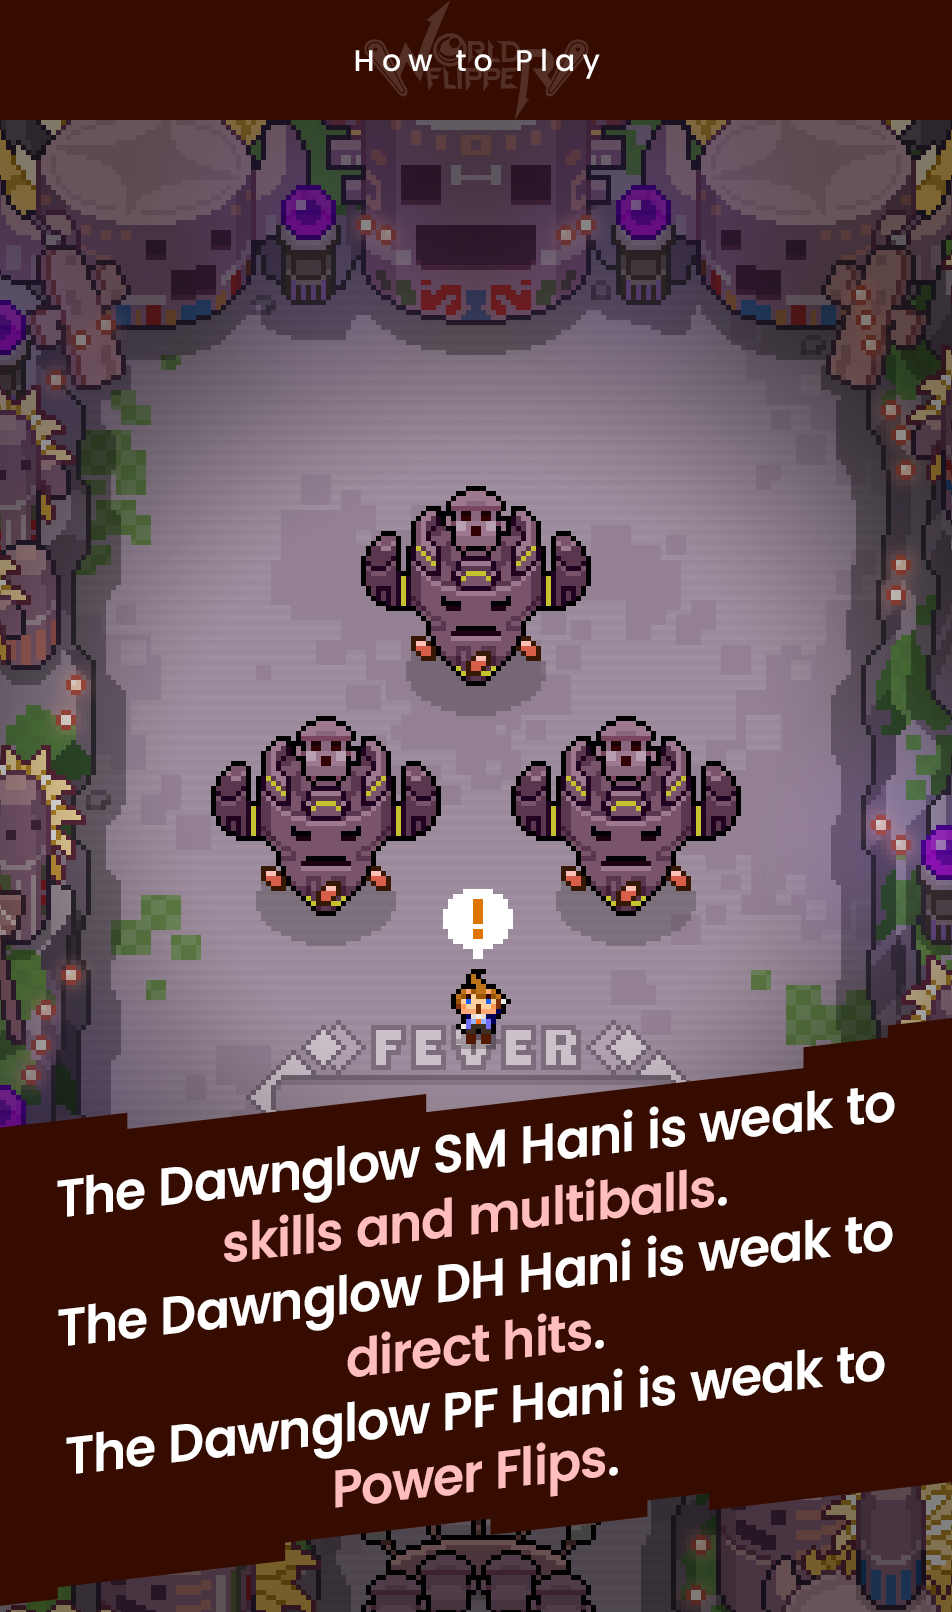 WORLD
FLIPPER
How to Play
FEVER
The Dawnglow SM Hani is weak to
skills and multiballs.
The Dawnglow DH Hani is weak to
direct hits.
The Dawnglow PF Hani is weak to
Power Flips.